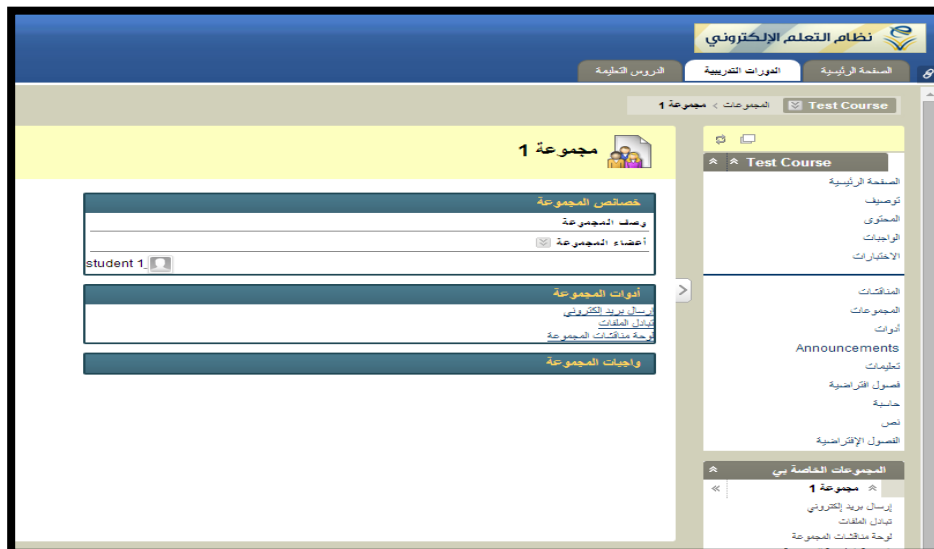 نظام التعلم الإلكتروني
الصفحة الرئيسية
الدورات التدريبية
الدروس التعليمة
Test Course
المجموعات > مجموعة 1
مجموعة 1
خصائص المجموعة
وصف المجموعة
أعضاء المجموعة
student 1_
أدوات المجموعة
إرسال بريد إلكتروني
تبادل الملفات
لوحة مناقشات المجموعة
واجبات المجموعة
Test Course
الصفحة الرئيسية
توصيف
المحتوى
الواجبات
الاختبارات
المناقشات
المجموعات
أدوات
Announcements
تعليمات
فصول افتراضية
نص
الفصول الإفتراضية
المجموعات الخاصة بي
مجموعة 1
إرسال بريد إلكتروني
تبادل الملفات
لوحة مناقشات المجموعة